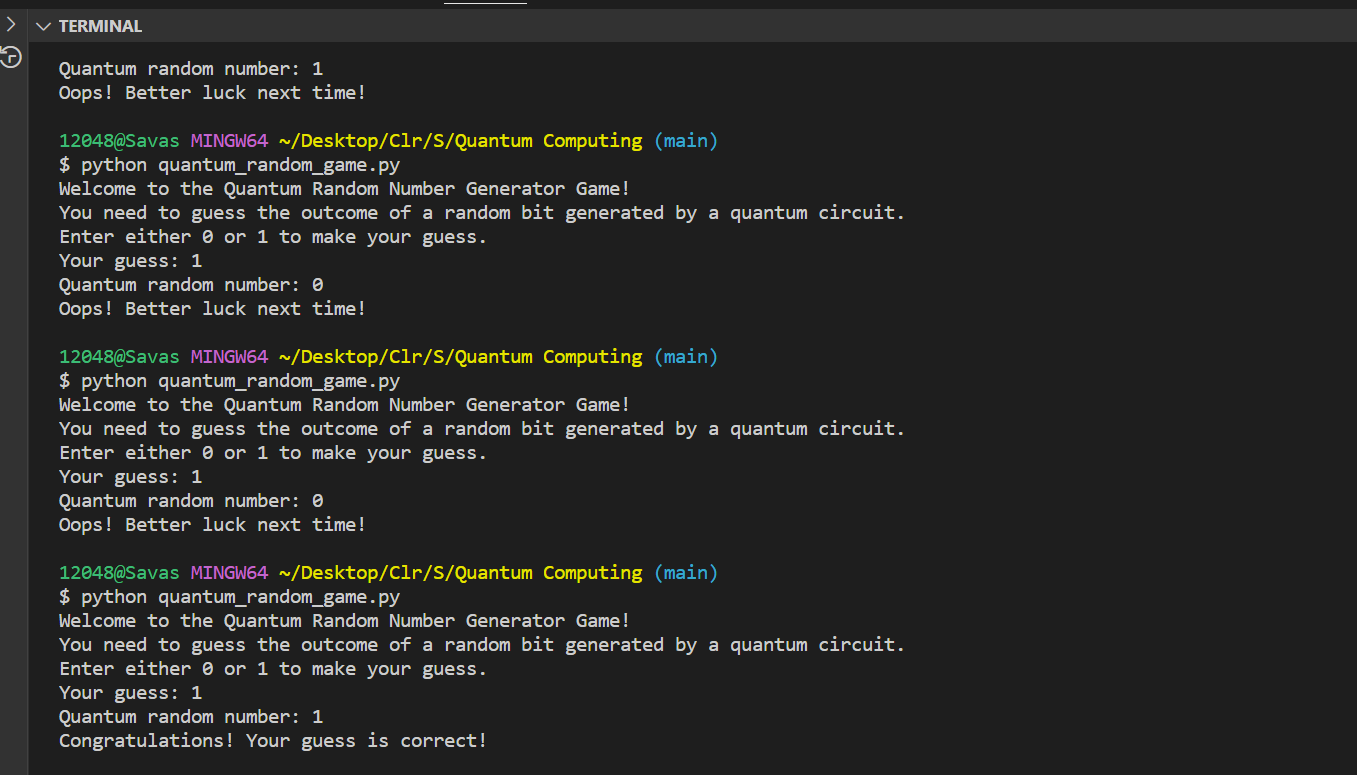 TERMINAL
Quantum random number: 1
Oops! Better luck next time!
12048@Savas MINGW64 ~/Desktop/Clr/S/Quantum Computing (main)
$ python quantum_random_game.py
Welcome to the Quantum Random Number Generator Game!
You need to guess the outcome of a random bit generated by a quantum circuit.
Enter either 0 or 1 to make your guess.
Your guess: 1
Quantum random number: 0
Oops! Better luck next time!
12048@Savas MINGW64 ~/Desktop/Clr/S/Quantum Computing (main)
$ python quantum_random_game.py
Welcome to the Quantum Random Number Generator Game!
You need to guess the outcome of a random bit generated by a quantum circuit.
Enter either 0 or 1 to make your guess.
Your guess: 1
Quantum random number: 0
Oops! Better luck next time!
12048@Savas MINGW64 ~/Desktop/Clr/S/Quantum Computing (main)
$ python quantum_random_game.py
Welcome to the Quantum Random Number Generator Game!
You need to guess the outcome of a random bit generated by a quantum circuit.
Enter either 0 or 1 to make your guess.
Your guess: 1
Quantum random number: 1
Congratulations! Your guess is correct!